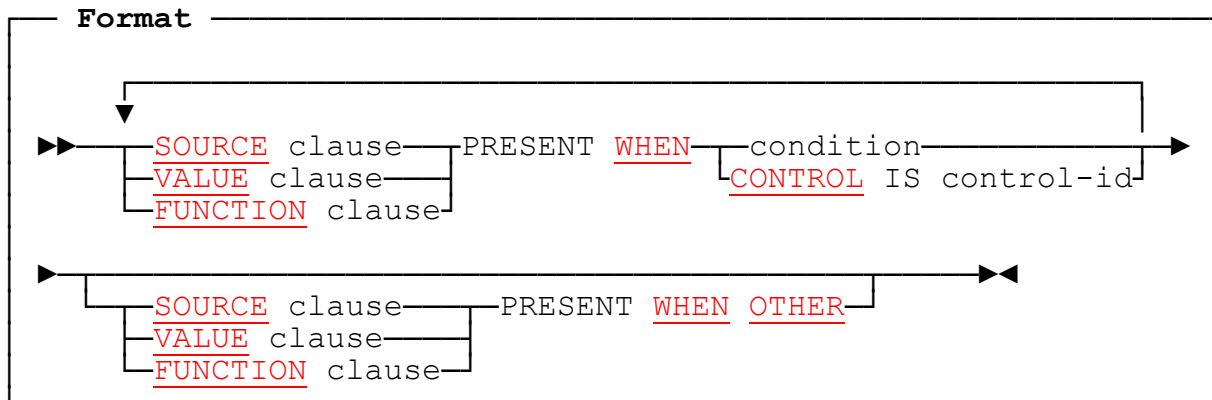 Format
SOURCE clause PRESENT WHEN condition
VALUE clause CONTROL IS control-id
FUNCTION clause
SOURCE clause PRESENT WHEN OTHER
VALUE clause
FUNCTION clause